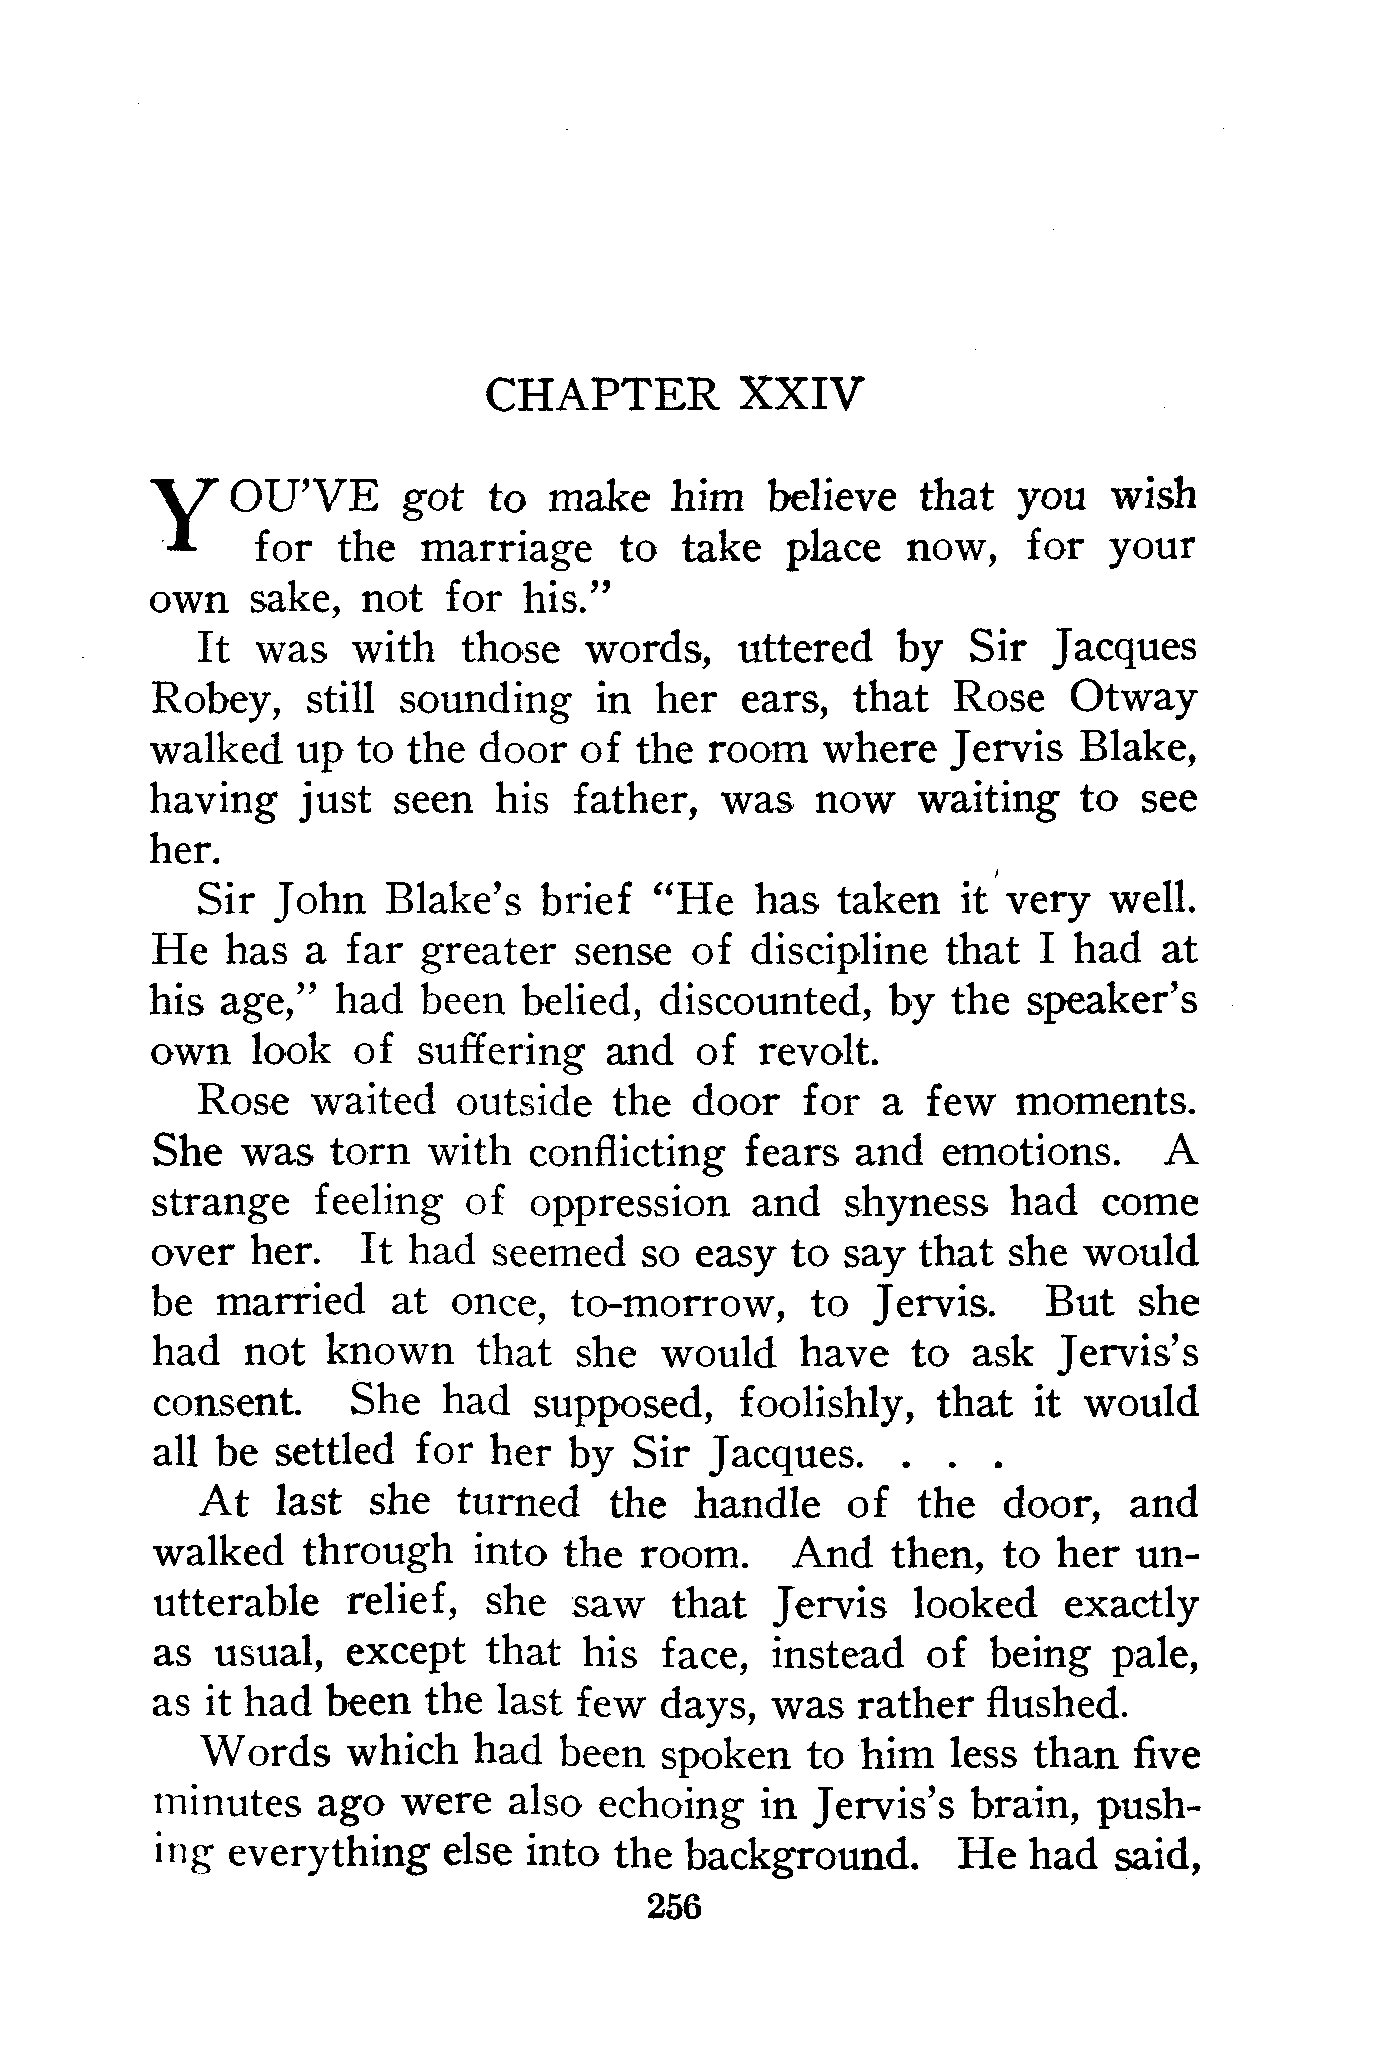 CHAPTER XXIV
YOU'VE got to make him believe that you wish
for the marriage to take place now, for your
own sake, not for his.”
It was with those words, uttered by Sir Jacques
Robey, still sounding in her ears, that Rose Otway
walked up to the door of the room where Jervis Blake,
having just seen his father, was now waiting to see
her.
Sir John Blake's brief “He has taken it very well.
He has a far greater sense of discipline that I had at
his age,” had been belied, discounted, by the speaker's
own look of suffering and of revolt.
Rose waited outside the door for a few moments.
She was torn with conflicting fears and emotions. A
strange feeling of oppression and shyness had come
over her. It had seemed so easy to say that she would
be married at once, to-morrow, to Jervis. But she
had not known that she would have to ask Jervis's
consent. She had supposed, foolishly, that it would
all be settled for her by Sir Jacques. . . .
At last she turned the handle of the door, and
walked through into the room. And then, to her un-
utterable relief, she saw that Jervis looked exactly
as usual, except that his face, instead of being pale,
as it had been the last few days, was rather flushed.
Words which had been spoken to him less than five
minutes ago were also echoing in Jervis's brain, push-
ing everything else into the background. He had said,
256